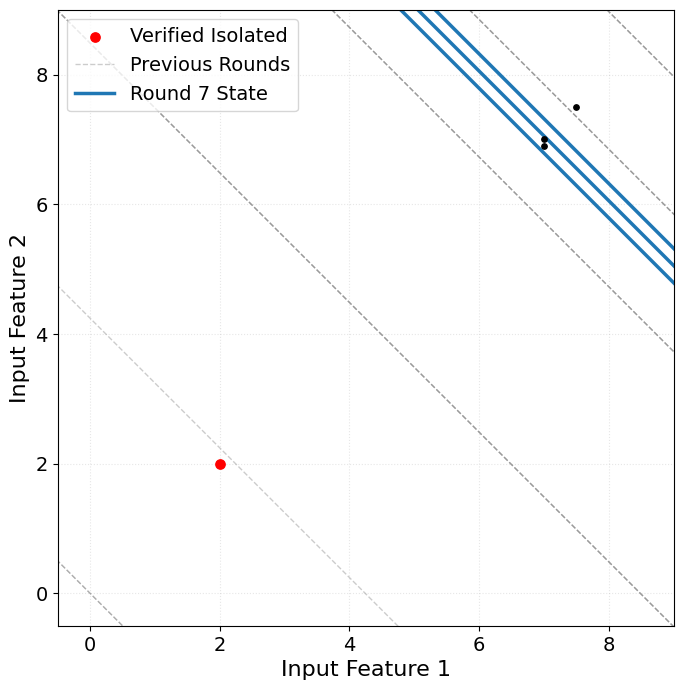 Verified Isolated
Previous Rounds
Round 7 State
8
6
4
2
0
Input Feature 2
0 2 4 6 8
Input Feature 1